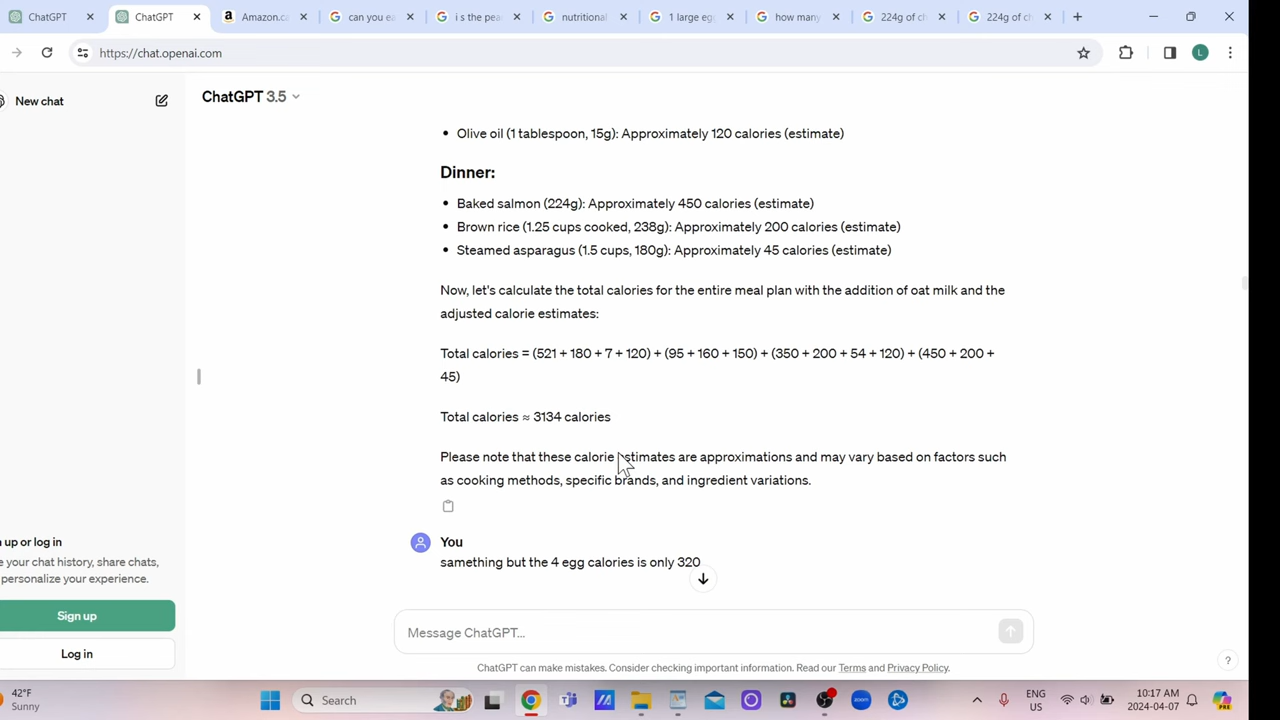 ChatGPT
ChatGPT
Amazon.c
can you ea
i s the pea
nutritional
1 large eg
how many
224g of ch
224g of ch
https://chat.openai.com
L
New chat
ChatGPT 3.5
• Olive oil (1 tablespoon, 15g): Approximately 120 calories (estimate)
Dinner:
• Baked salmon (224g): Approximately 450 calories (estimate)
• Brown rice (1.25 cups cooked, 238g): Approximately 200 calories (estimate)
• Steamed asparagus (1.5 cups, 180g): Approximately 45 calories (estimate)
Now, let's calculate the total calories for the entire meal plan with the addition of oat milk and the
adjusted calorie estimates:
Total calories = (521 + 180 + 7 + 120) + (95 + 160 + 150) + (350 + 200 + 54 + 120) + (450 + 200 +
45)
Total calories ≈ 3134 calories
Please note that these calorie estimates are approximations and may vary based on factors such
as cooking methods, specific brands, and ingredient variations.
You
samething but the 4 egg calories is only 320
n up or log in
e your chat history, share chats,
personalize your experience.
Sign up
Log in
Message ChatGPT...
ChatGPT can make mistakes. Consider checking important information. Read our Terms and Privacy Policy.
?
42°F
Sunny
Search
zoom
ENG
US
10:17 AM
2024-04-07
PRE